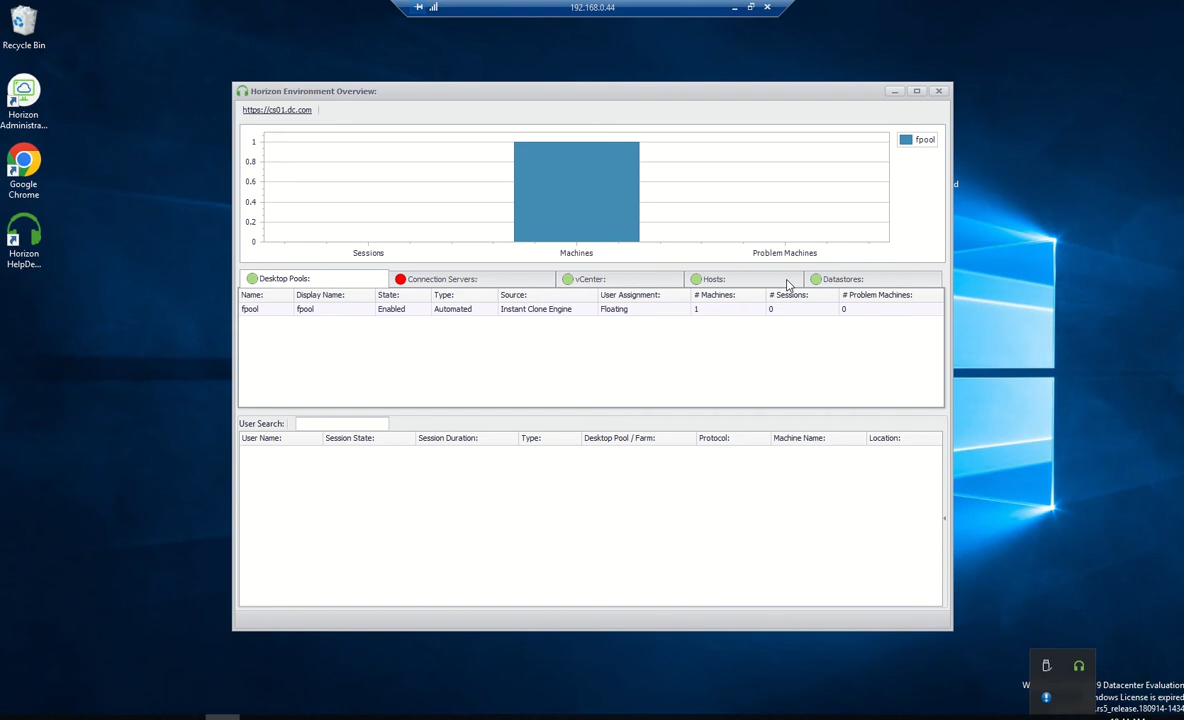 192.168.0.44
Recycle Bin
Horizon
Administra...
Google
Chrome
Horizon
HelpDe...
Horizon Environment Overview:
https://cs01.dc.com
1
0.8
0.6
0.4
0.2
0
Sessions
Machines
Problem Machines
fpool
Desktop Pools:
Connection Servers:
vCenter:
Hosts:
Datastores:
Name: Display Name: State: Type: Source: User Assignment: # Machines: # Sessions: # Problem Machines:
fpool fpool Enabled Automated Instant Clone Engine Floating 1 0 0
User Search:
User Name: Session State: Session Duration: Type: Desktop Pool / Farm: Protocol: Machine Name: Location:
d
W 9 Datacenter Evaluation
ndows License is expired
.rs5_release.180914-1434